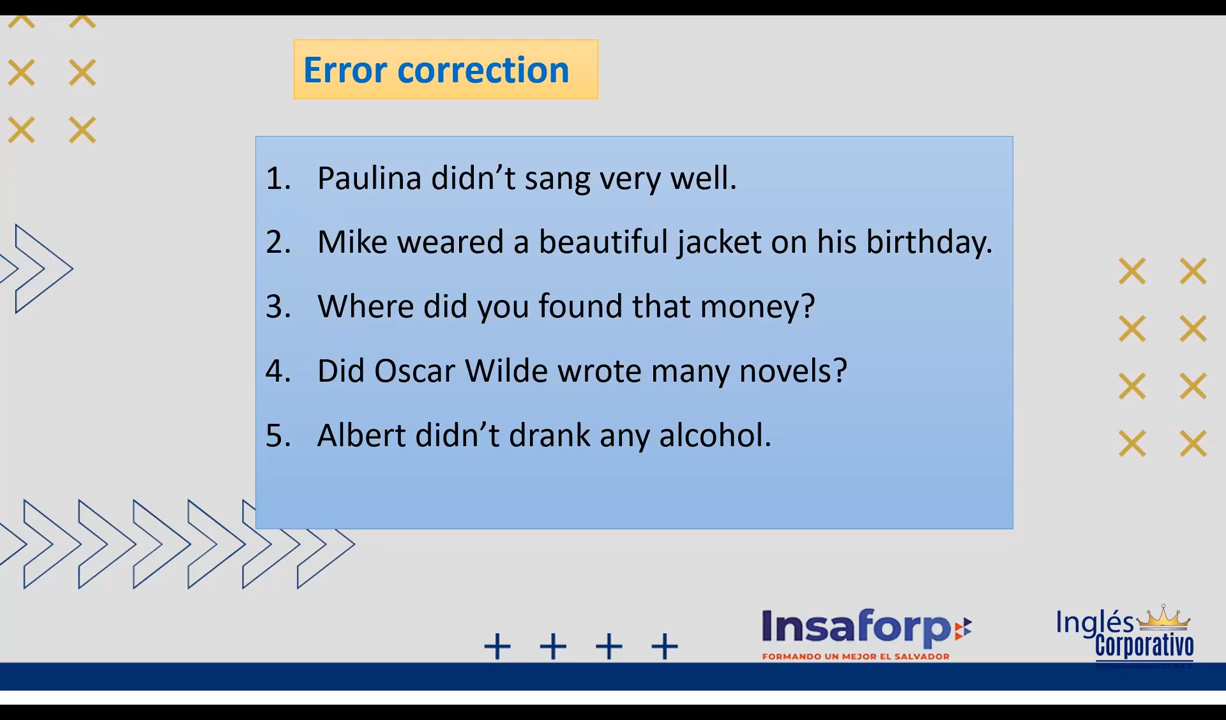 Error correction
1. Paulina didn’t sang very well.
2. Mike weared a beautiful jacket on his birthday.
3. Where did you found that money?
4. Did Oscar Wilde wrote many novels?
5. Albert didn’t drank any alcohol.
Insaforp
FORMANDO UN MEJOR EL SALVADOR
Inglés
Corporativo